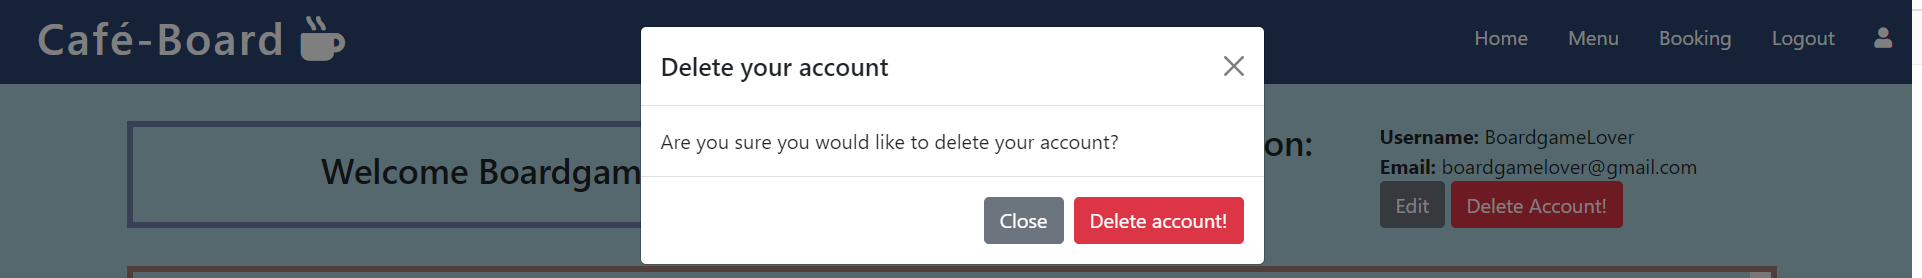 Café-Board
Home Menu Booking Logout
Delete your account
Are you sure you would like to delete your account?
Close Delete account!
Welcome Boardgam
on:
Username: BoardgameLover
Email: boardgamelover@gmail.com
Edit Delete Account!